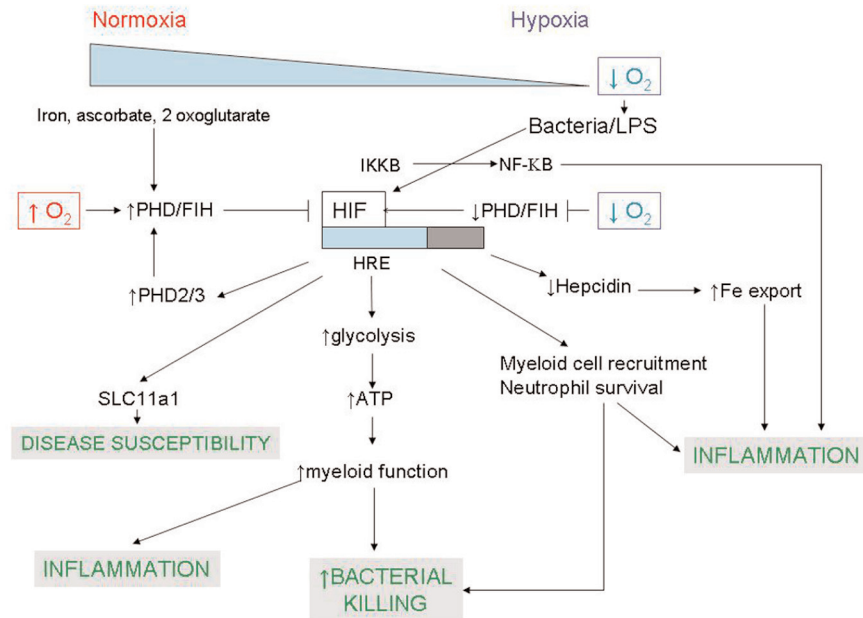 Normoxia
Hypoxia
↓ O2
Iron, ascorbate, 2 oxoglutarate
Bacteria/LPS
IKKB
NF-KB
↑ O2
↑PHD/FIH
HIF
↓PHD/FIH
↓ O2
HRE
↑PHD2/3
↓Hepcidin
↑Fe export
↑glycolysis
Myeloid cell recruitment
Neutrophil survival
SLC11a1
↑ATP
DISEASE SUSCEPTIBILITY
INFLAMMATION
↑myeloid function
INFLAMMATION
↑BACTERIAL
KILLING